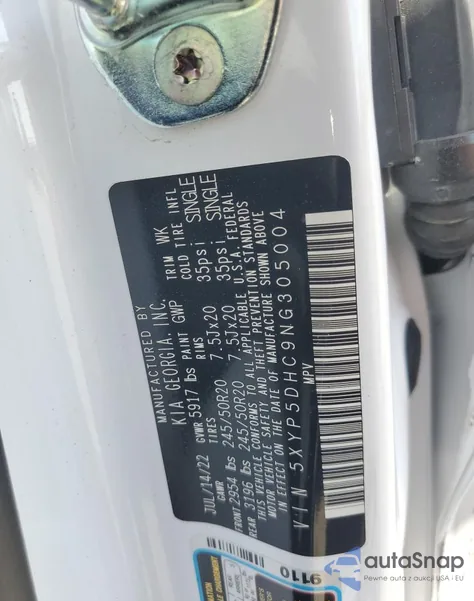 MANUFACTURED BY
KIA GEORGIA, INC.
JUL/14/22 GVWR 5917 lbs PAINT GWP TRIM WK
GAWR TIRES RIMS COLD TIRE INFL
FRONT 2954 lbs 245/50R20 7.5Jx20 35psi SINGLE
REAR 3196 lbs 245/50R20 7.5Jx20 35psi SINGLE
THIS VEHICLE CONFORMS TO ALL APPLICABLE U.S.A. FEDERAL
MOTOR VEHICLE SAFETY AND THEFT PREVENTION STANDARDS
IN EFFECT ON THE DATE OF MANUFACTURE SHOWN ABOVE
VIN 5XYP5DHC9NG305004
MPV
9110
autoSnap
Pewne auta z aukcji USA i EU